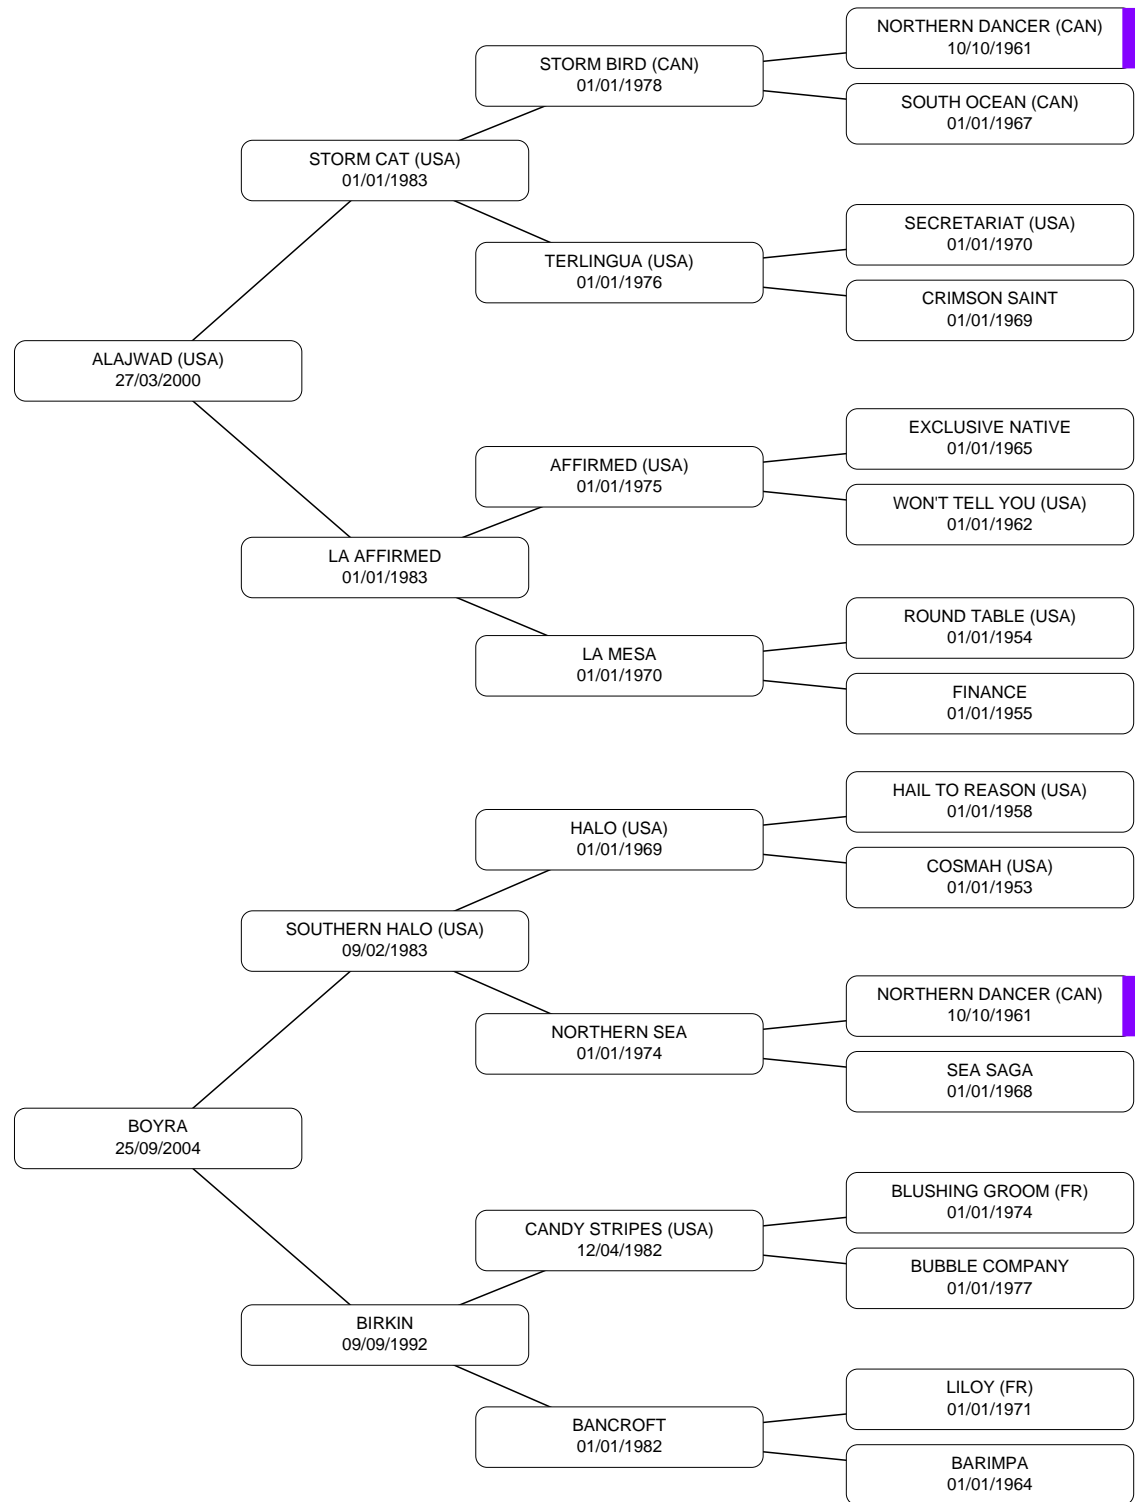 NORTHERN DANCER (CAN)
10/10/1961
STORM BIRD (CAN)
01/01/1978
SOUTH OCEAN (CAN)
01/01/1967
STORM CAT (USA)
01/01/1983
SECRETARIAT (USA)
01/01/1970
TERLINGUA (USA)
01/01/1976
CRIMSON SAINT
01/01/1969
ALAJWAD (USA)
27/03/2000
EXCLUSIVE NATIVE
01/01/1965
AFFIRMED (USA)
01/01/1975
WON'T TELL YOU (USA)
01/01/1962
LA AFFIRMED
01/01/1983
ROUND TABLE (USA)
01/01/1954
LA MESA
01/01/1970
FINANCE
01/01/1955
HAIL TO REASON (USA)
01/01/1958
HALO (USA)
01/01/1969
COSMAH (USA)
01/01/1953
SOUTHERN HALO (USA)
09/02/1983
NORTHERN DANCER (CAN)
10/10/1961
NORTHERN SEA
01/01/1974
SEA SAGA
01/01/1968
BOYRA
25/09/2004
BLUSHING GROOM (FR)
01/01/1974
CANDY STRIPES (USA)
12/04/1982
BUBBLE COMPANY
01/01/1977
BIRKIN
09/09/1992
LILOY (FR)
01/01/1971
BANCROFT
01/01/1982
BARIMPA
01/01/1964